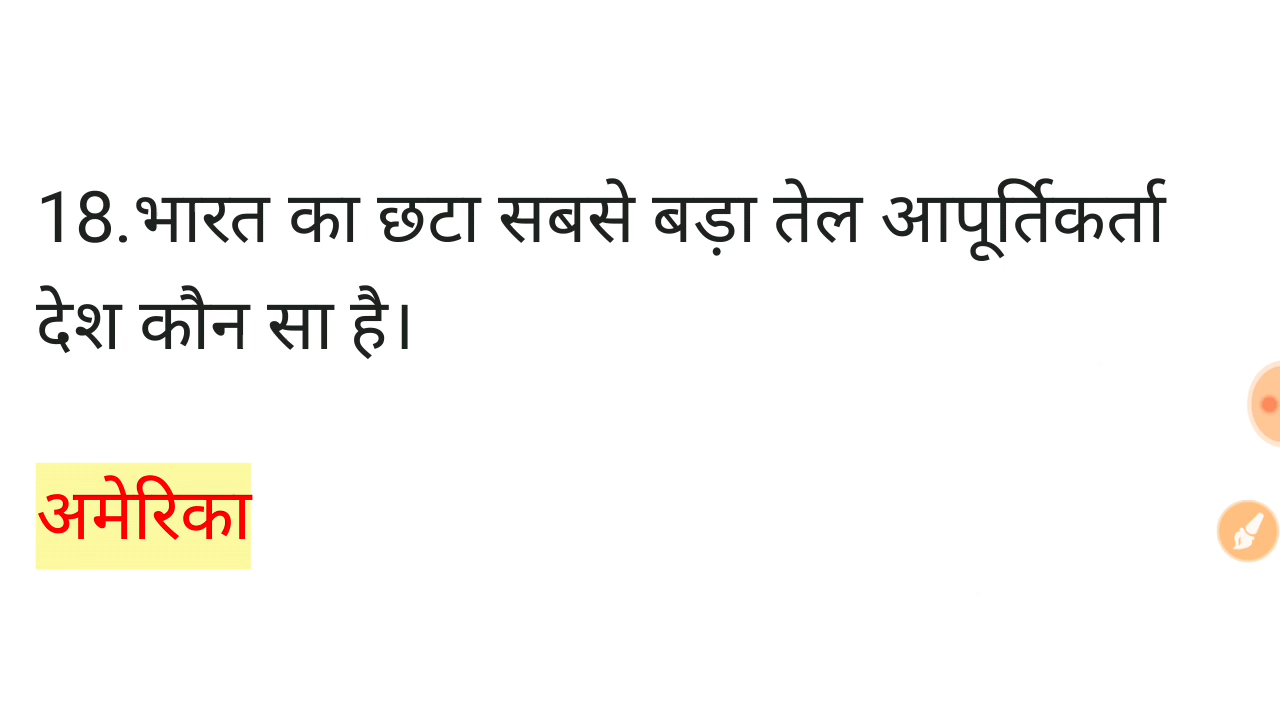 18.भारत का छटा सबसे बड़ा तेल आपूर्तिकर्ता
देश कौन सा है।
अमेरिका